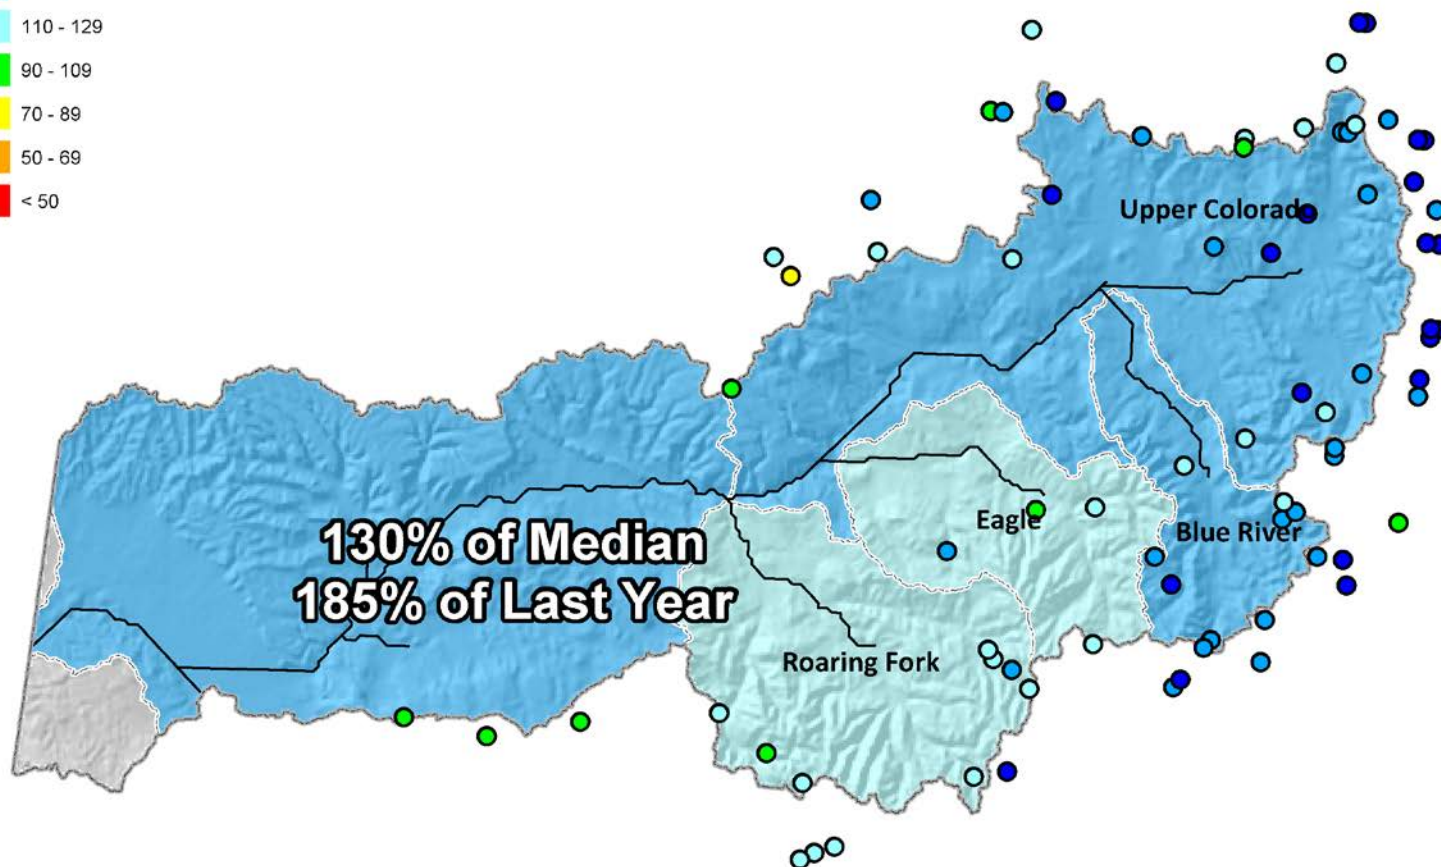 110 - 129
90 - 109
70 - 89
50 - 69
< 50
Upper Colorado
130% of Median
185% of Last Year
Eagle
Blue River
Roaring Fork